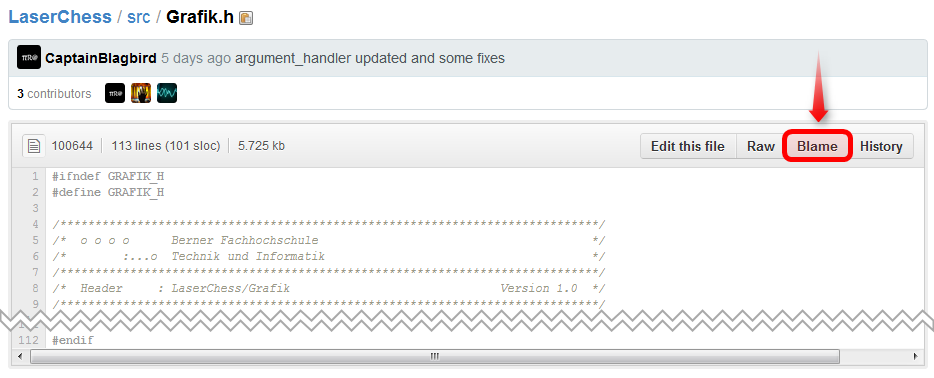 LaserChess / src / Grafik.h
πR@ CaptainBlagbird 5 days ago argument_handler updated and some fixes
3 contributors πR@
100644 113 lines (101 sloc) 5.725 kb Edit this file Raw Blame History
1 #ifndef GRAFIK_H
2 #define GRAFIK_H
3
4 /*****************************************************************************/
5 /* o o o o Berner Fachhochschule */
6 /* :...o Technik und Informatik */
7 /*****************************************************************************/
8 /* Header : LaserChess/Grafik Version 1.0 */
9 /*****************************************************************************/
112 #endif